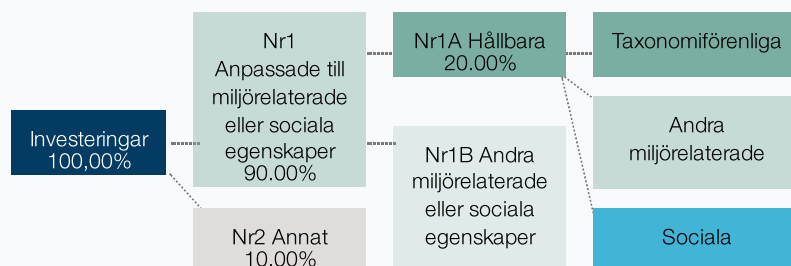 Investeringar
100,00%
Nr1
Anpassade till
miljörelaterade
eller sociala
egenskaper
90.00%
Nr2 Annat
10.00%
Nr1A Hållbara
20.00%
Nr1B Andra
miljörelaterade
eller sociala
egenskaper
Taxonomiförenliga
Andra
miljörelaterade
Sociala